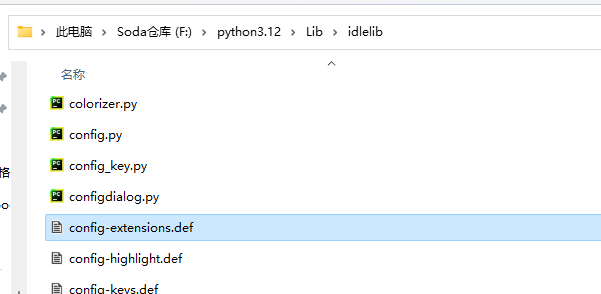 此电脑 > Soda仓库 (F:) > python3.12 > Lib > idlelib
名称
colorizer.py
config.py
config_key.py
格
configdialog.py
config-extensions.def
config-highlight.def
config-keys.def